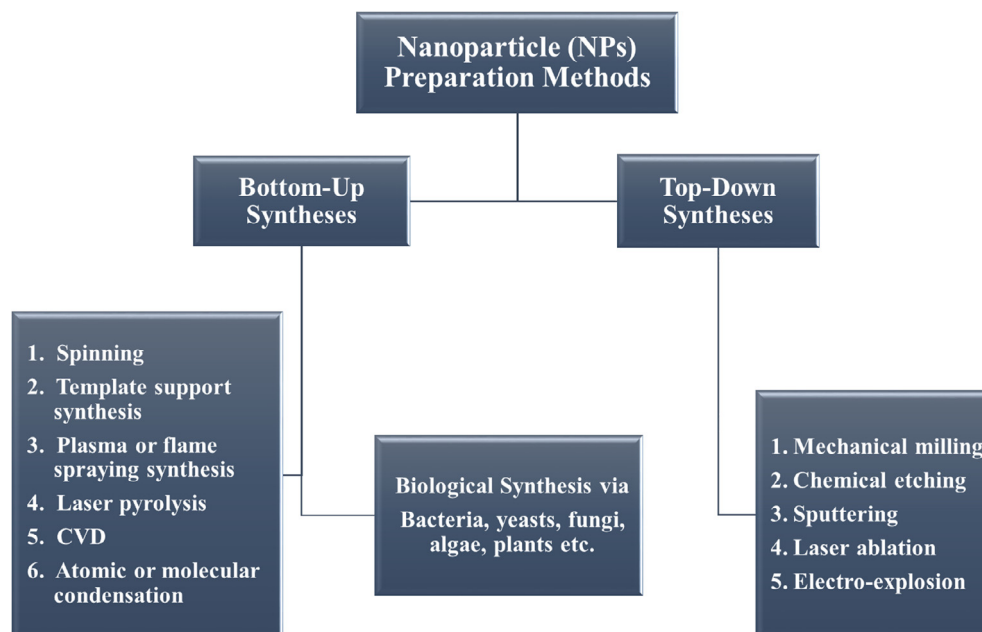 Nanoparticle (NPs)
Preparation Methods
Bottom-Up
Syntheses
Top-Down
Syntheses
1. Spinning
2. Template support
synthesis
3. Plasma or flame
spraying synthesis
4. Laser pyrolysis
5. CVD
6. Atomic or molecular
condensation
Biological Synthesis via
Bacteria, yeasts, fungi,
algae, plants etc.
1. Mechanical milling
2. Chemical etching
3. Sputtering
4. Laser ablation
5. Electro-explosion